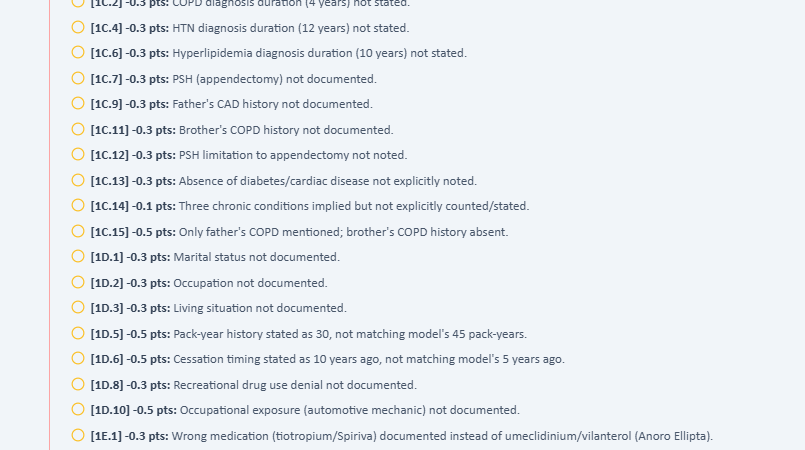 [1C.2] -0.3 pts: COPD diagnosis duration (4 years) not stated.
[1C.4] -0.3 pts: HTN diagnosis duration (12 years) not stated.
[1C.6] -0.3 pts: Hyperlipidemia diagnosis duration (10 years) not stated.
[1C.7] -0.3 pts: PSH (appendectomy) not documented.
[1C.9] -0.3 pts: Father's CAD history not documented.
[1C.11] -0.3 pts: Brother's COPD history not documented.
[1C.12] -0.3 pts: PSH limitation to appendectomy not noted.
[1C.13] -0.3 pts: Absence of diabetes/cardiac disease not explicitly noted.
[1C.14] -0.1 pts: Three chronic conditions implied but not explicitly counted/stated.
[1C.15] -0.5 pts: Only father's COPD mentioned; brother's COPD history absent.
[1D.1] -0.3 pts: Marital status not documented.
[1D.2] -0.3 pts: Occupation not documented.
[1D.3] -0.3 pts: Living situation not documented.
[1D.5] -0.5 pts: Pack-year history stated as 30, not matching model's 45 pack-years.
[1D.6] -0.5 pts: Cessation timing stated as 10 years ago, not matching model's 5 years ago.
[1D.8] -0.3 pts: Recreational drug use denial not documented.
[1D.10] -0.5 pts: Occupational exposure (automotive mechanic) not documented.
[1E.1] -0.3 pts: Wrong medication (tiotropium/Spiriva) documented instead of umeclidinium/vilanterol (Anoro Ellipta).